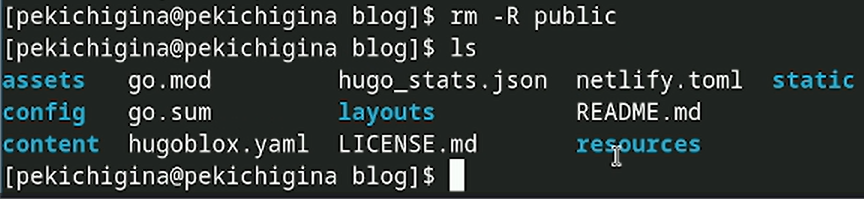 [pekichigina@pekichigina blog]$ rm -R public
[pekichigina@pekichigina blog]$ ls
assets   go.mod          hugo_stats.json  netlify.toml  static
config   go.sum          layouts          README.md
content  hugoblox.yaml   LICENSE.md       resources
[pekichigina@pekichigina blog]$